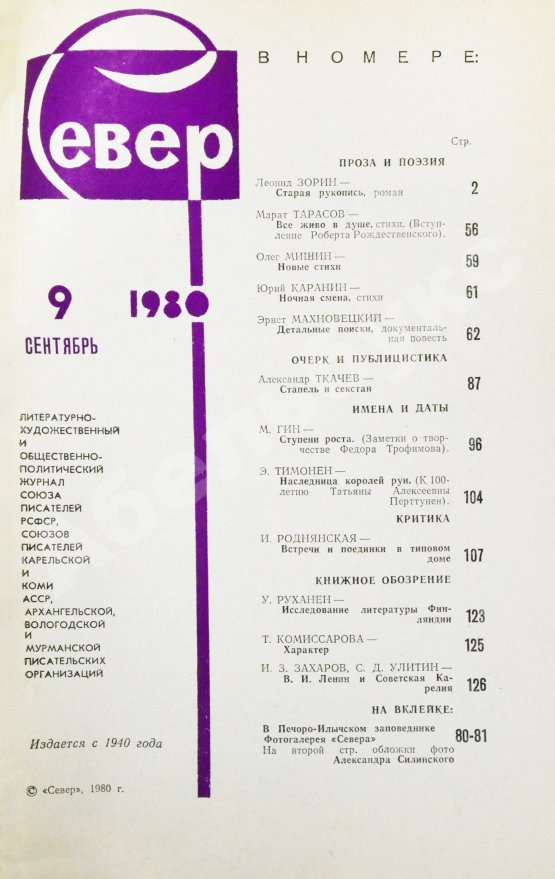 Север
9 1980
СЕНТЯБРЬ
ЛИТЕРАТУРНО-
ХУДОЖЕСТВЕННЫЙ
И
ОБЩЕСТВЕННО-
ПОЛИТИЧЕСКИЙ
ЖУРНАЛ
СОЮЗА
ПИСАТЕЛЕЙ
РСФСР,
СОЮЗОВ
ПИСАТЕЛЕЙ
КАРЕЛЬСКОЙ
И
КОМИ
АССР,
АРХАНГЕЛЬСКОЙ,
ВОЛОГОДСКОЙ
И
МУРМАНСКОЙ
ПИСАТЕЛЬСКИХ
ОРГАНИЗАЦИЙ
Издается с 1940 года
© «Север», 1980 г.
В НОМЕРЕ:
Стр.
ПРОЗА И ПОЭЗИЯ
Леонид ЗОРИН —
Старая рукопись, роман 2
Марат ТАРАСОВ —
Все живо в душе, стихи. (Вступ-
ление Роберта Рождественского). 56
Олег МИШИН —
Новые стихи 59
Юрий КАРАНИН —
Ночная смена, стихи 61
Эрнст МАХНОВЕЦКИЙ —
Детальные поиски, документаль-
ная повесть 62
ОЧЕРК И ПУБЛИЦИСТИКА
Александр ТКАЧЕВ —
Стапель и секстан 87
ИМЕНА И ДАТЫ
М. ГИН —
Ступени роста. (Заметки о твор-
честве Федора Трофимова). 96
Э. ТИМОНЕН —
Наследница королей рун. (К 100-
летию Татьяны Алексеевны
Перттунен). 104
КРИТИКА
И. РОДНЯНСКАЯ —
Встречи и поединки в типовом
доме 107
КНИЖНОЕ ОБОЗРЕНИЕ
У. РУХАНЕН —
Исследование литературы Фин-
ляндии 123
Т. КОМИССАРОВА —
Характер 125
И. З. ЗАХАРОВ, С. Д. УЛИТИН —
В. И. Ленин и Советская Ка-
релия 126
НА ВКЛЕЙКЕ:
В Печоро-Илычском заповеднике
Фотогалерея «Севера» 80-81
На второй стр. обложки фото
Александра Силинского